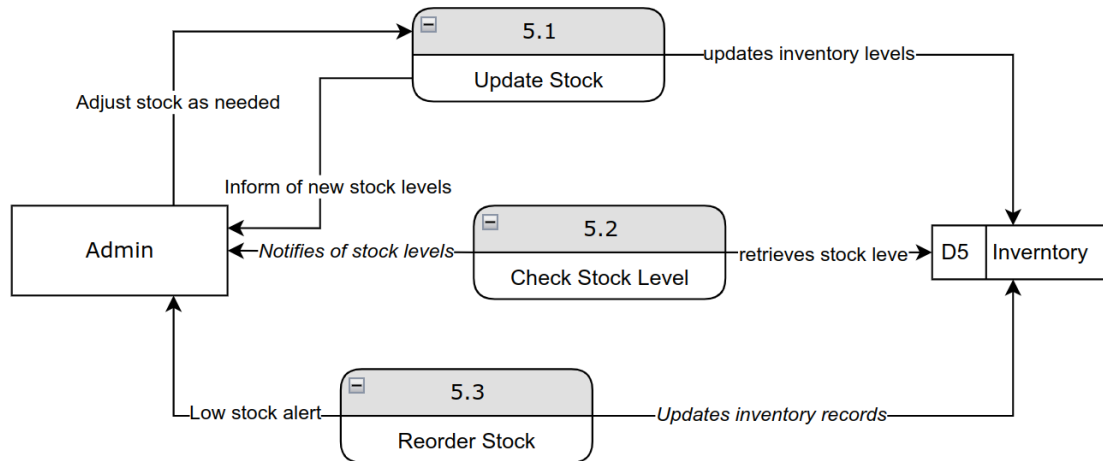 5.1
updates inventory levels
Update Stock
Adjust stock as needed
Inform of new stock levels
5.2
Admin
Notifies of stock levels
retrieves stock leve
D5
Inverntory
Check Stock Level
5.3
Low stock alert
Updates inventory records
Reorder Stock